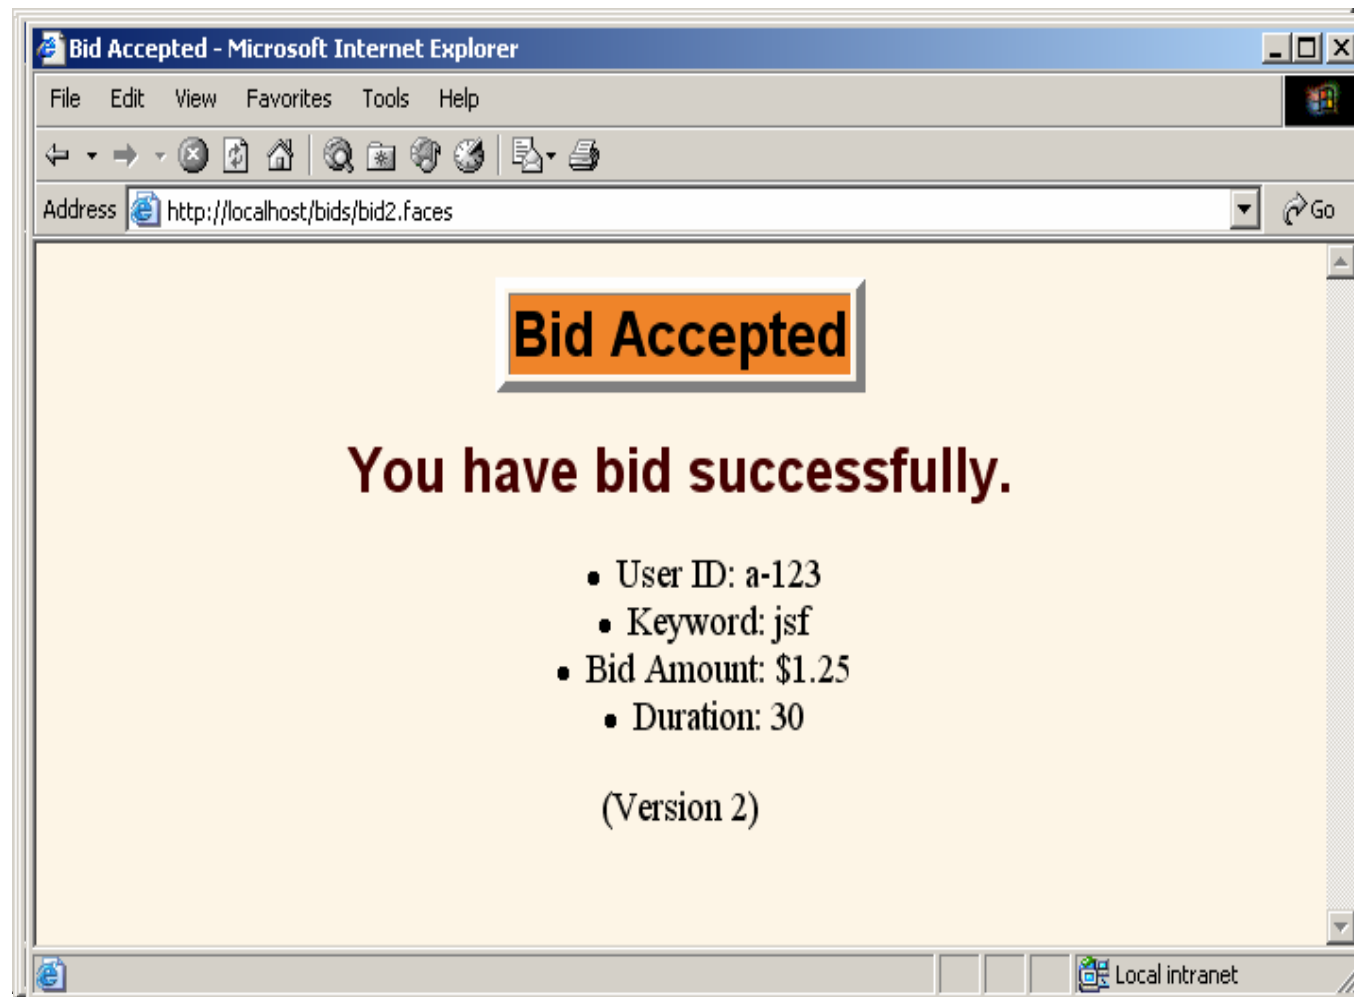 Bid Accepted - Microsoft Internet Explorer
File Edit View Favorites Tools Help
Address http://localhost/bids/bid2.faces Go
Bid Accepted
You have bid successfully.
• User ID: a-123
• Keyword: jsf
• Bid Amount: $1.25
• Duration: 30
(Version 2)
Local intranet